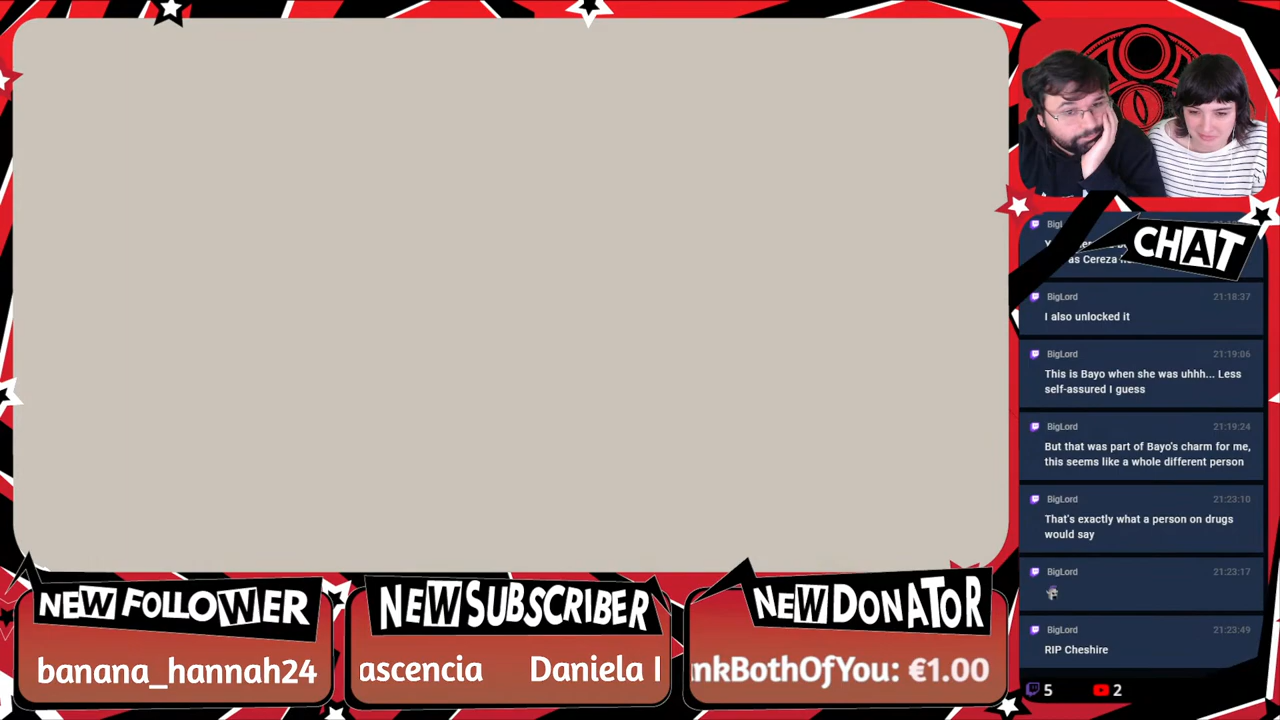 CHAT
as Cereza
BigLord 21:18:37
I also unlocked it
BigLord 21:19:06
This is Bayo when she was uhhh... Less
self-assured I guess
BigLord 21:19:24
But that was part of Bayo's charm for me,
this seems like a whole different person
BigLord 21:23:10
That's exactly what a person on drugs
would say
BigLord 21:23:17
BigLord 21:23:49
RIP Cheshire
5 2
NEW FOLLOWER
banana_hannah24
NEW SUBSCRIBER
ascencia Daniela
NEW DONATOR
nkBothOfYou: €1.00